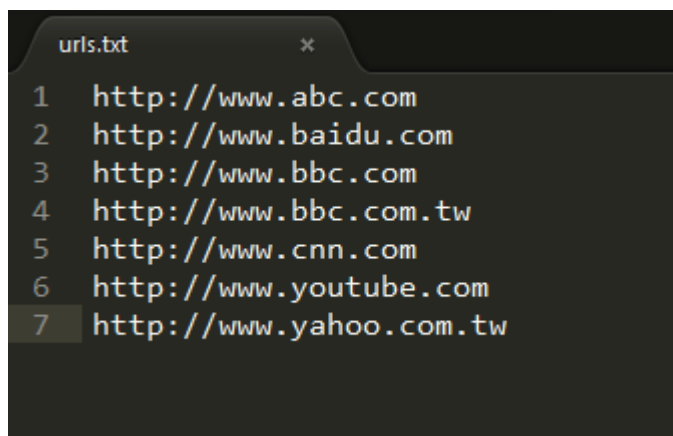 urls.txt ×
1 http://www.abc.com
2 http://www.baidu.com
3 http://www.bbc.com
4 http://www.bbc.com.tw
5 http://www.cnn.com
6 http://www.youtube.com
7 http://www.yahoo.com.tw